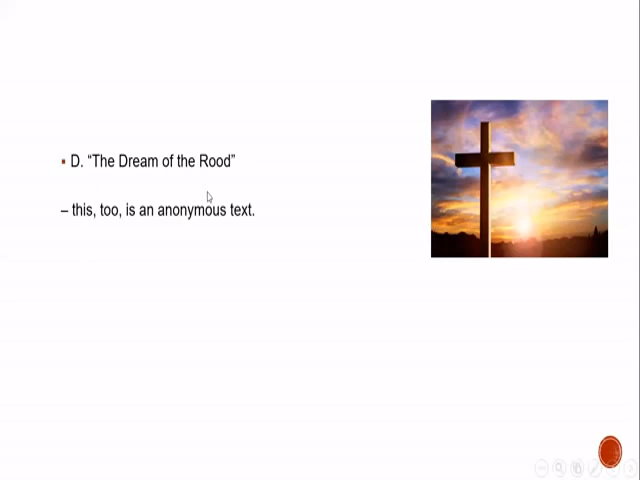 ▪ D. “The Dream of the Rood”
– this, too, is an anonymous text.